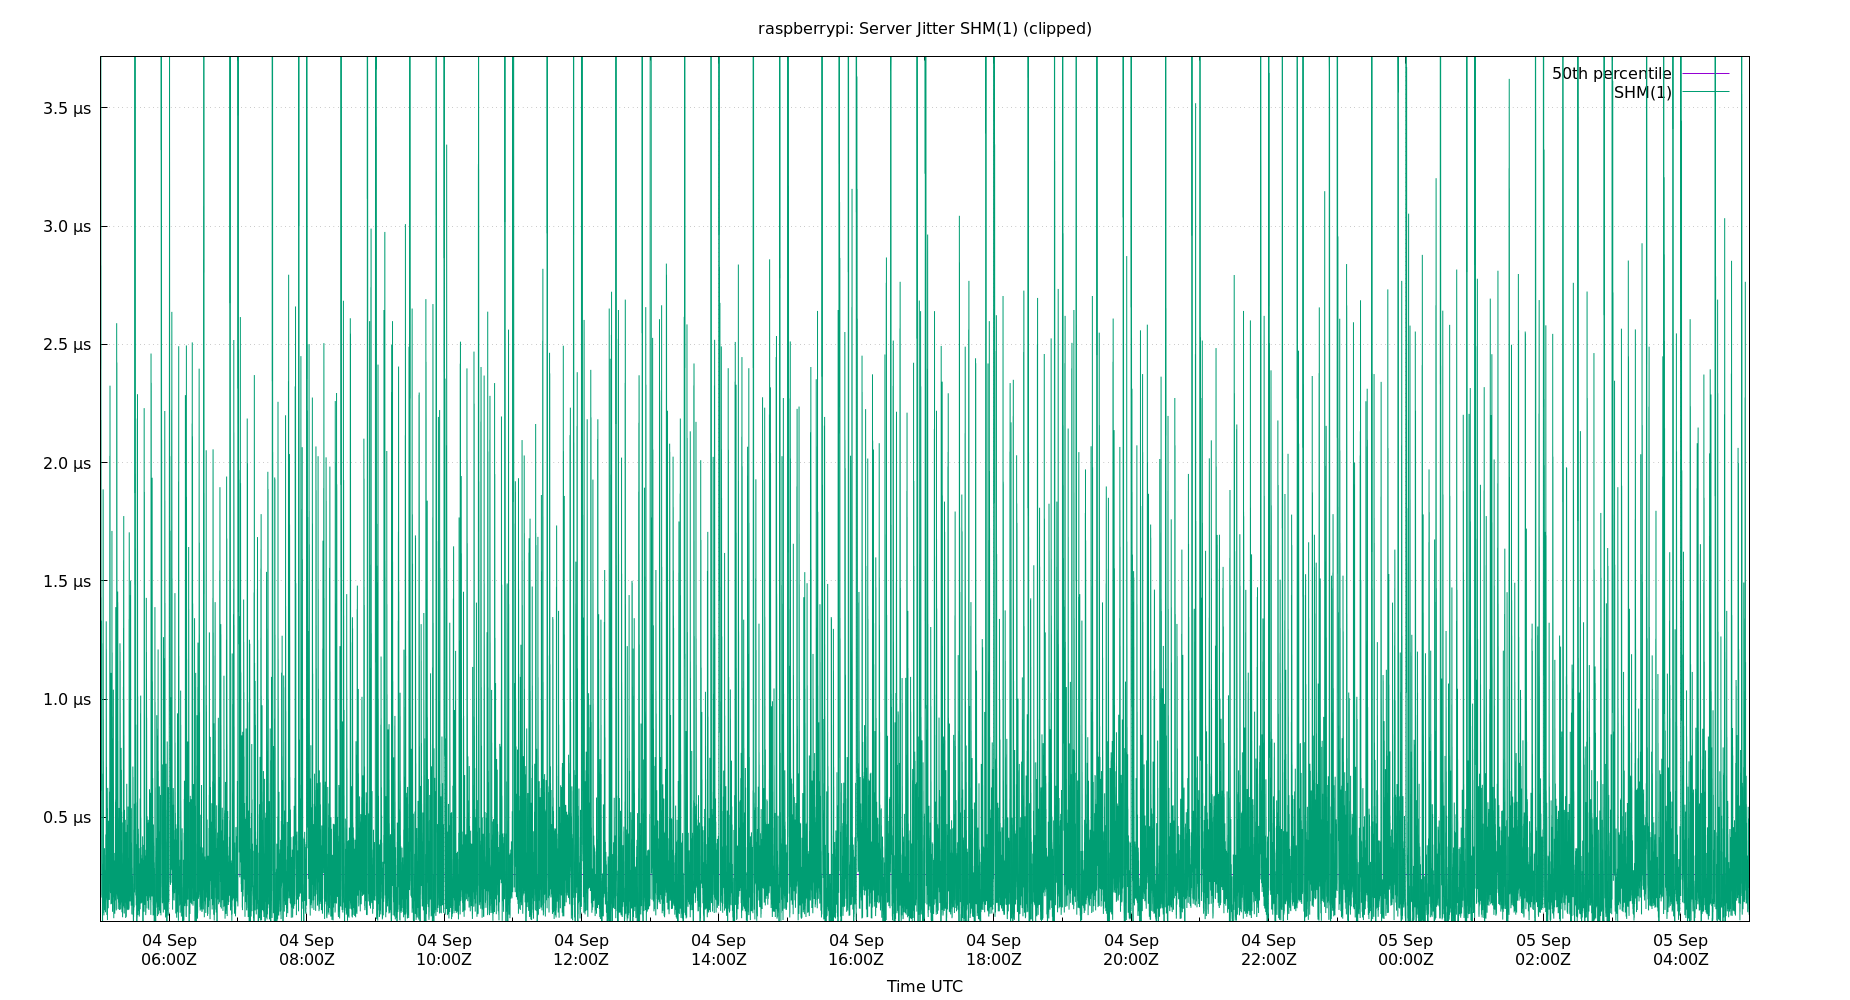 raspberrypi: Server Jitter SHM(1) (clipped)
50th percentile
SHM(1)
3.5 μs
3.0 μs
2.5 μs
2.0 μs
1.5 μs
1.0 μs
0.5 μs
04 Sep 04 Sep 04 Sep 04 Sep 04 Sep 04 Sep 04 Sep 04 Sep 04 Sep 05 Sep 05 Sep 05 Sep
06:00Z 08:00Z 10:00Z 12:00Z 14:00Z 16:00Z 18:00Z 20:00Z 22:00Z 00:00Z 02:00Z 04:00Z
Time UTC